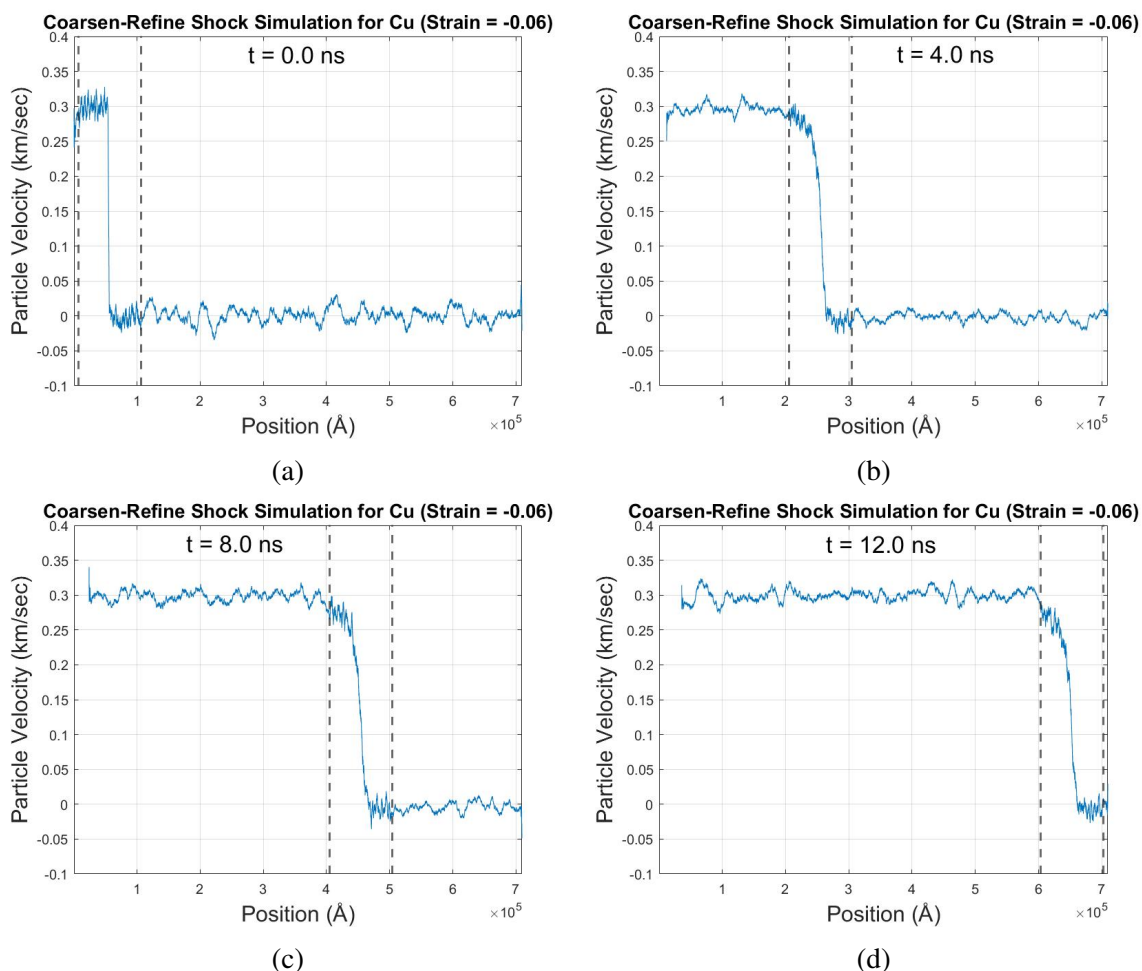 Coarsen-Refine Shock Simulation for Cu (Strain = -0.06)
t = 0.0 ns
Particle Velocity (km/sec)
0.4
0.35
0.3
0.25
0.2
0.15
0.1
0.05
0
-0.05
-0.1
1 2 3 4 5 6 7
×10⁵
Position (Å)
(a)
Coarsen-Refine Shock Simulation for Cu (Strain = -0.06)
t = 4.0 ns
Particle Velocity (km/sec)
0.4
0.35
0.3
0.25
0.2
0.15
0.1
0.05
0
-0.05
-0.1
1 2 3 4 5 6 7
×10⁵
Position (Å)
(b)
Coarsen-Refine Shock Simulation for Cu (Strain = -0.06)
t = 8.0 ns
Particle Velocity (km/sec)
0.4
0.35
0.3
0.25
0.2
0.15
0.1
0.05
0
-0.05
-0.1
1 2 3 4 5 6 7
×10⁵
Position (Å)
(c)
Coarsen-Refine Shock Simulation for Cu (Strain = -0.06)
t = 12.0 ns
Particle Velocity (km/sec)
0.4
0.35
0.3
0.25
0.2
0.15
0.1
0.05
0
-0.05
-0.1
1 2 3 4 5 6 7
×10⁵
Position (Å)
(d)